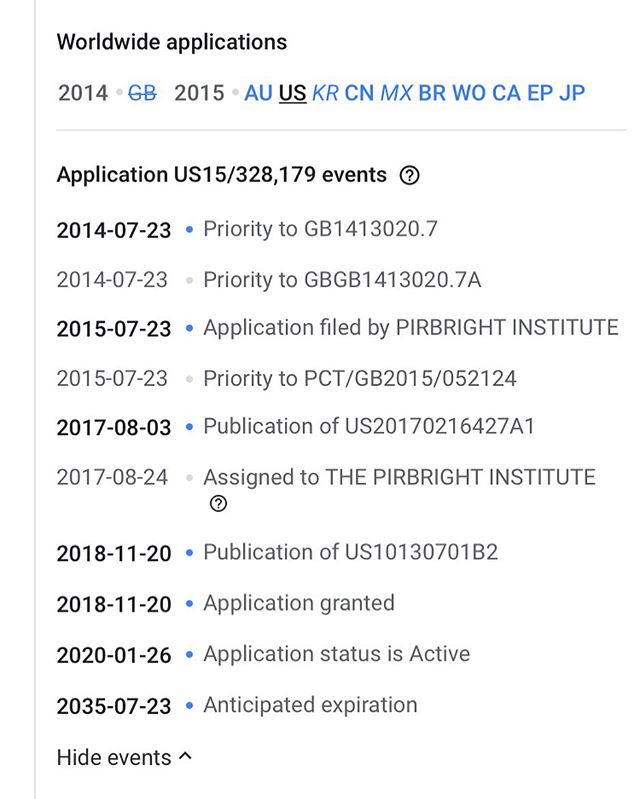 Worldwide applications
2014 • GB 2015 • AU US KR CN MX BR WO CA EP JP
Application US15/328,179 events ?
2014-07-23 • Priority to GB1413020.7
2014-07-23 • Priority to GBGB1413020.7A
2015-07-23 • Application filed by PIRBRIGHT INSTITUTE
2015-07-23 • Priority to PCT/GB2015/052124
2017-08-03 • Publication of US20170216427A1
2017-08-24 • Assigned to THE PIRBRIGHT INSTITUTE
?
2018-11-20 • Publication of US10130701B2
2018-11-20 • Application granted
2020-01-26 • Application status is Active
2035-07-23 • Anticipated expiration
Hide events